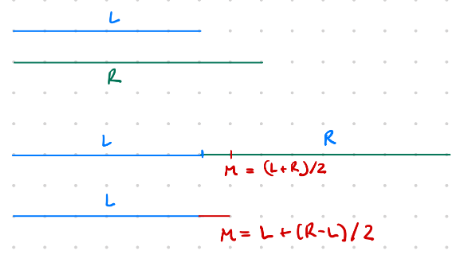 L
R
L R
M = (L+R)/2
L
M = L + (R-L)/2